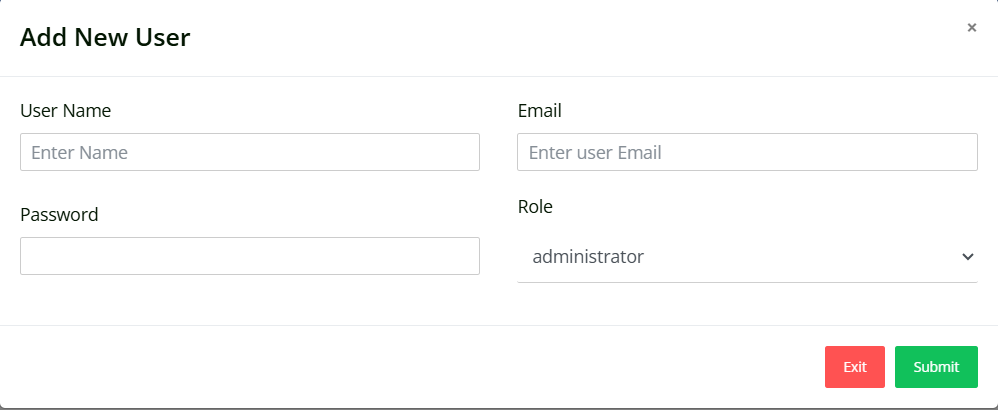 Add New User
×
User Name
Email
Enter Name
Enter user Email
Password
Role
administrator
Exit
Submit